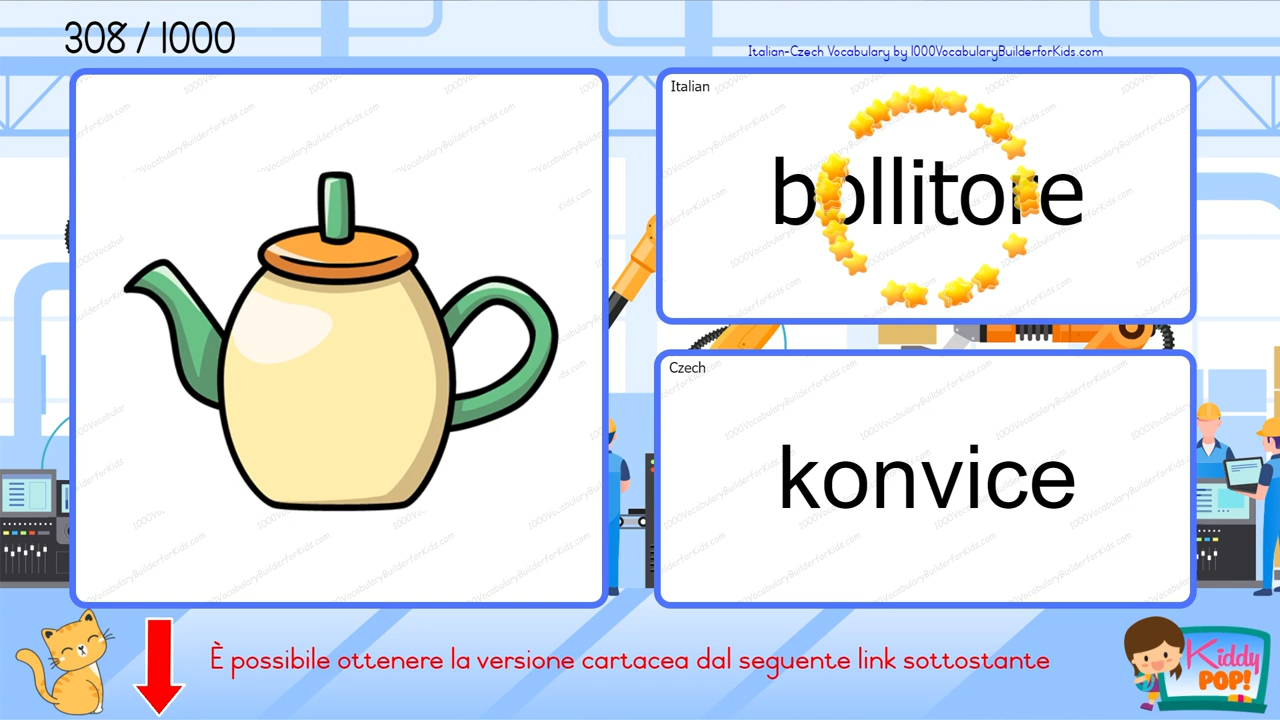 308 / 1000
Italian-Czech Vocabulary by 1000VocabularyBuilderforKids.com
Italian
bollitore
Czech
konvice
È possibile ottenere la versione cartacea dal seguente link sottostante
Kiddy
POP!